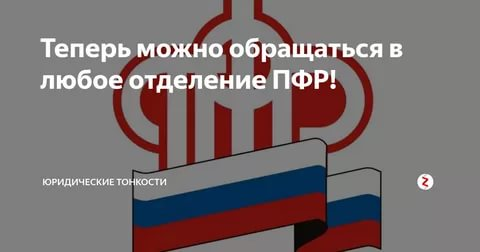 Теперь можно обращаться в
любое отделение ПФР!
ЮРИДИЧЕСКИЕ ТОНКОСТИ